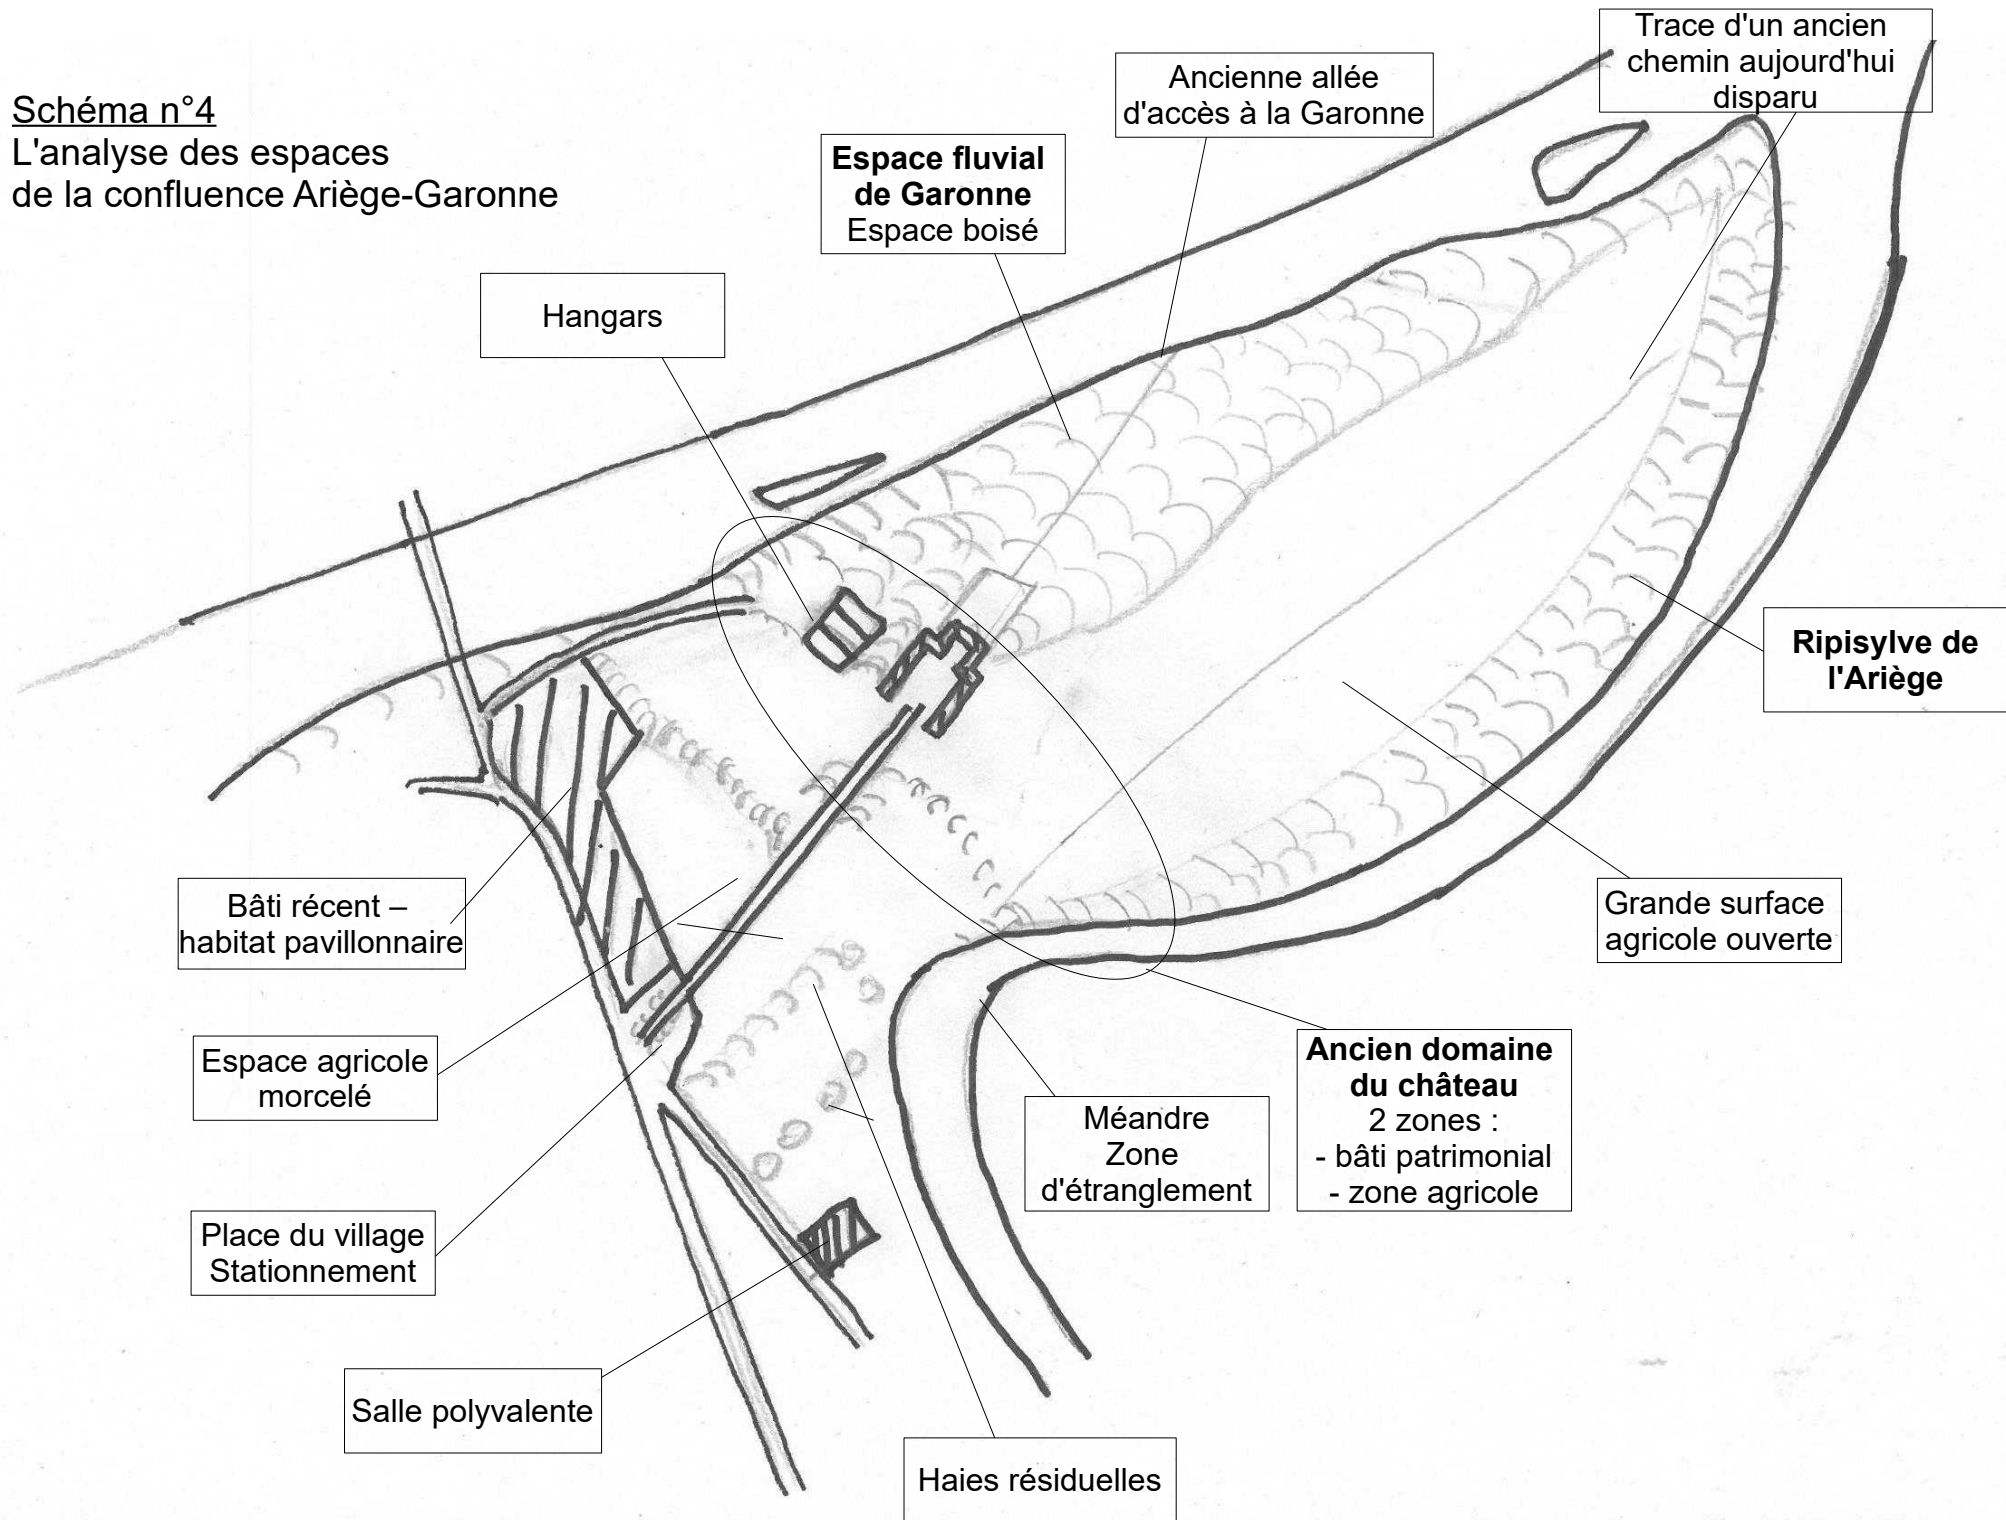 Schéma n°4
L'analyse des espaces
de la confluence Ariège-Garonne
Trace d'un ancien
chemin aujourd'hui
disparu
Ancienne allée
d'accès à la Garonne
Espace fluvial
de Garonne
Espace boisé
Hangars
Ripisylve de
l'Ariège
Bâti récent –
habitat pavillonnaire
Grande surface
agricole ouverte
Espace agricole
morcelé
Ancien domaine
du château
2 zones :
- bâti patrimonial
- zone agricole
Méandre
Zone
d'étranglement
Place du village
Stationnement
Salle polyvalente
Haies résiduelles